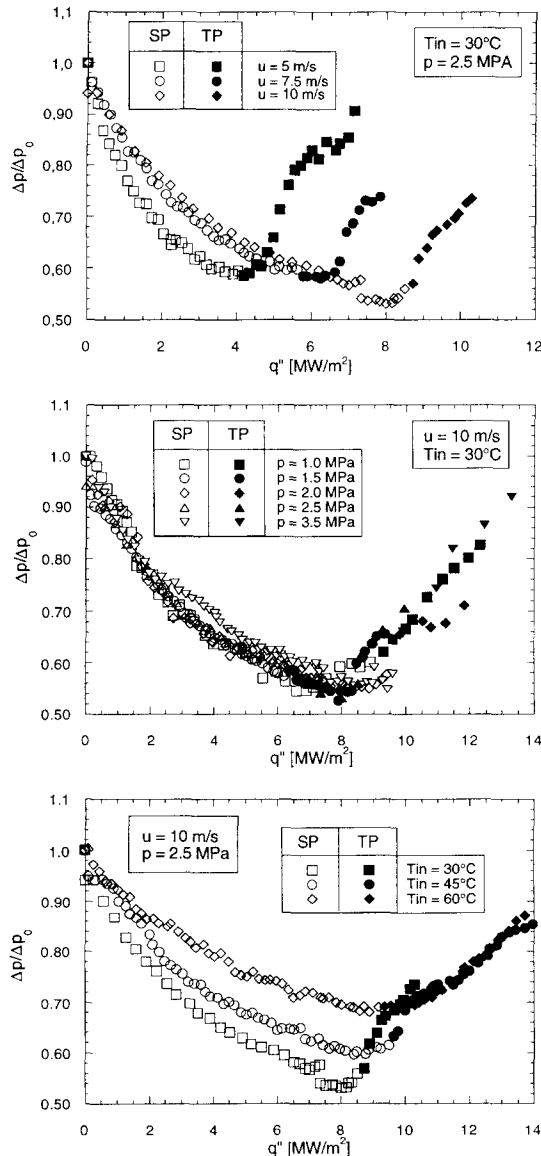 1.1
1.0
0.90
0.80
0.70
0.60
0.50
Δp/Δp₀
SP TP
u = 5 m/s
u = 7.5 m/s
u = 10 m/s
Tin = 30°C
p = 2.5 MPA
0 2 4 6 8 10 12
q" [MW/m²]
1.1
1.0
0.90
0.80
0.70
0.60
0.50
Δp/Δp₀
SP TP
p ≈ 1.0 MPa
p ≈ 1.5 MPa
p ≈ 2.0 MPa
p ≈ 2.5 MPa
p ≈ 3.5 MPa
u = 10 m/s
Tin = 30°C
0 2 4 6 8 10 12 14
q" [MW/m²]
1.1
1.0
0.90
0.80
0.70
0.60
0.50
Δp/Δp₀
u = 10 m/s
p = 2.5 MPa
SP TP
Tin = 30°C
Tin = 45°C
Tin = 60°C
0 2 4 6 8 10 12 14
q" [MW/m²]